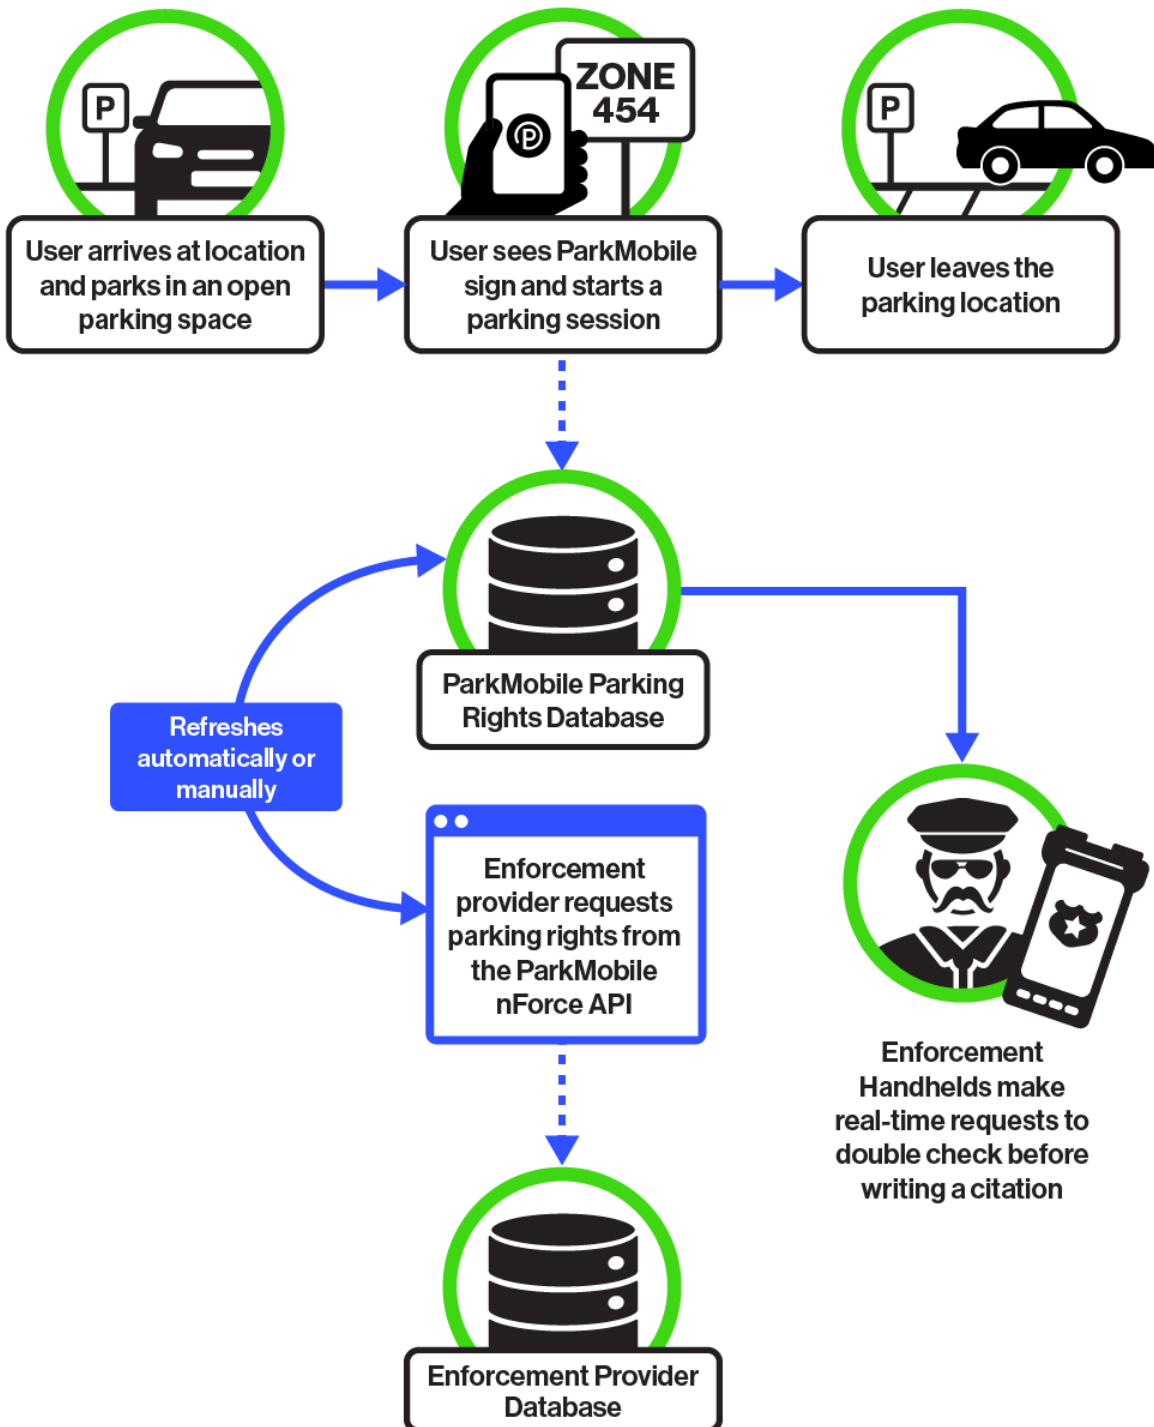 P
ZONE
454
P
P
User arrives at location
and parks in an open
parking space
User sees ParkMobile
sign and starts a
parking session
User leaves the
parking location
ParkMobile Parking
Rights Database
Refreshes
automatically or
manually
Enforcement
provider requests
parking rights from
the ParkMobile
nForce API
Enforcement
Handhelds make
real-time requests to
double check before
writing a citation
Enforcement Provider
Database